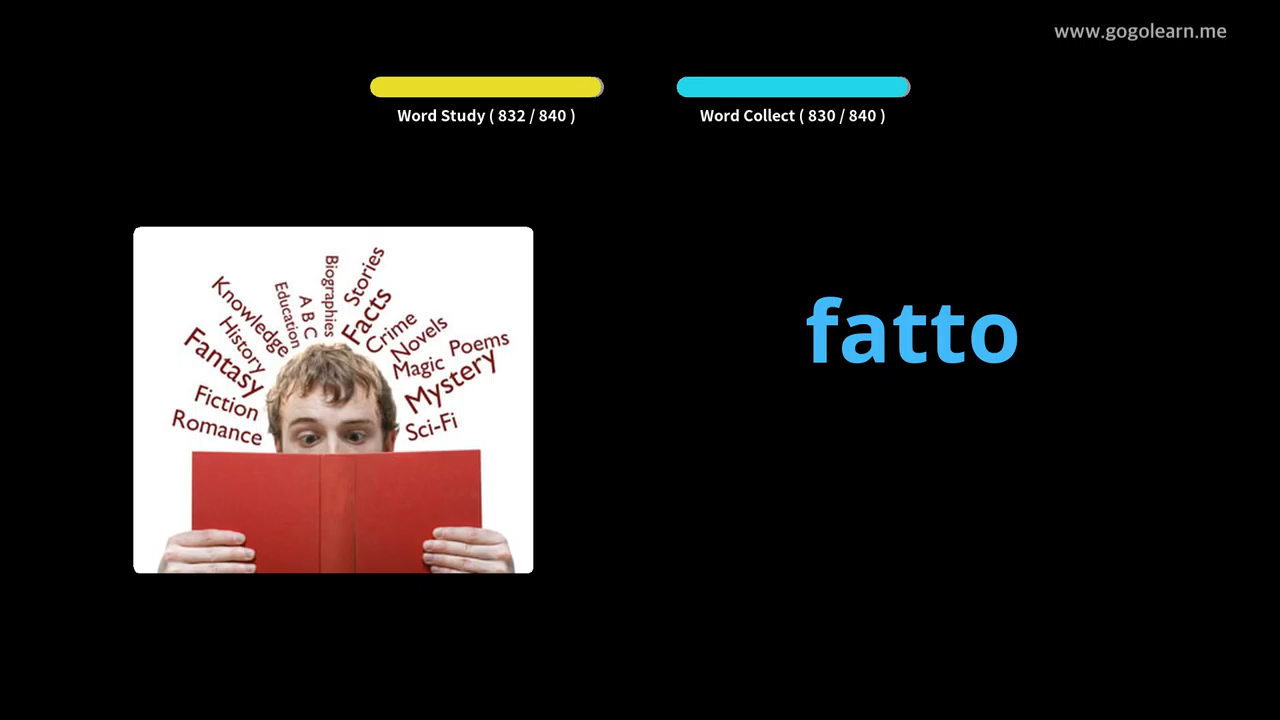 www.gogolearn.me
Word Study ( 832 / 840 )
Word Collect ( 830 / 840 )
Romance
Fiction
Fantasy
History
Knowledge
Education
A B C
Biographies
Stories
Facts
Crime
Novels
Magic
Poems
Mystery
Sci-Fi
fatto